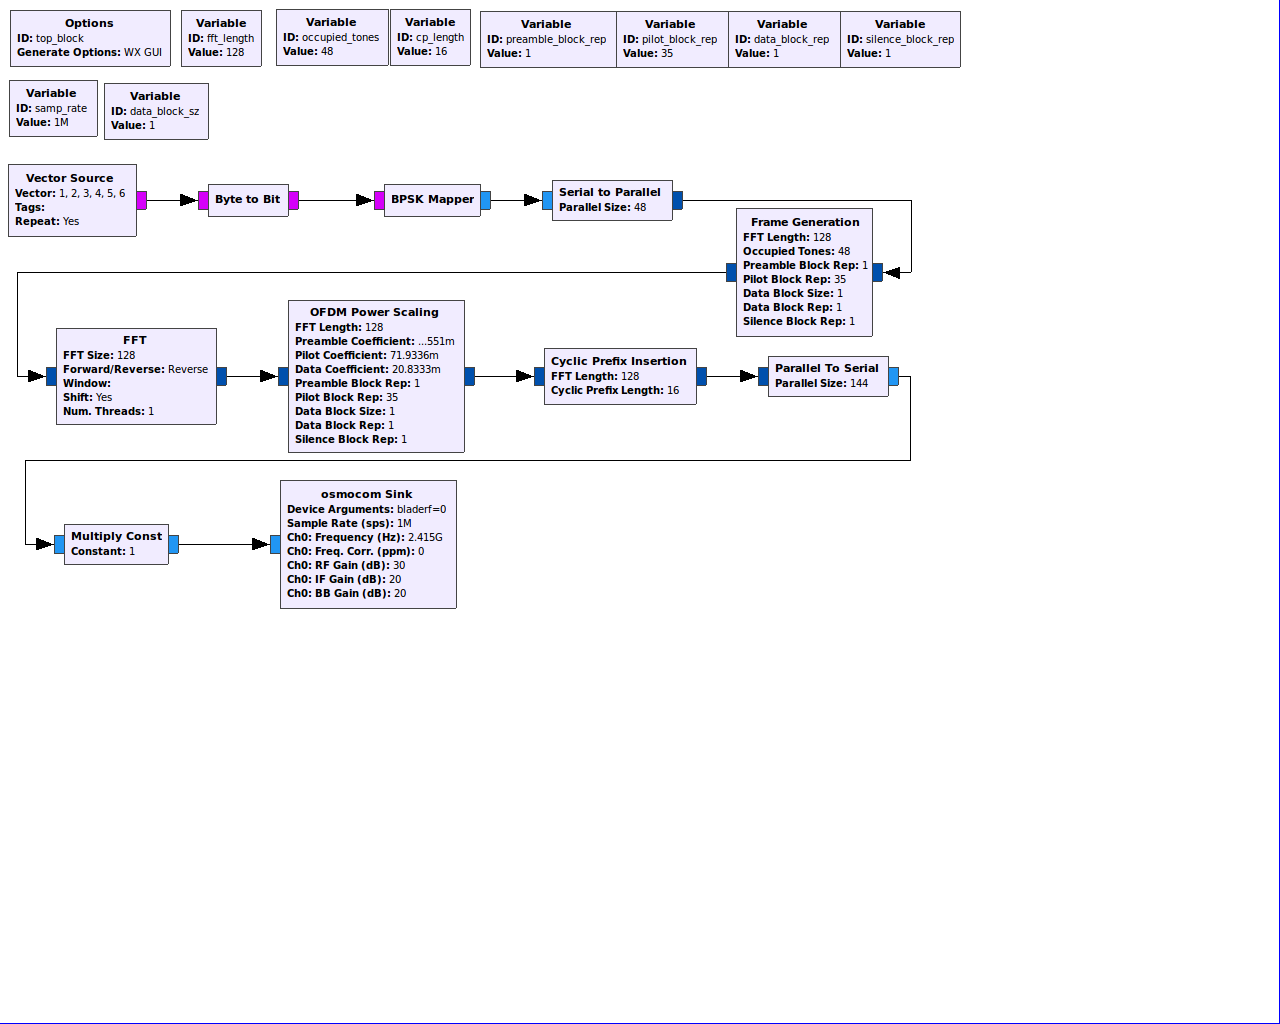 Options
ID: top_block
Generate Options: WX GUI
Variable
ID: fft_length
Value: 128
Variable
ID: occupied_tones
Value: 48
Variable
ID: cp_length
Value: 16
Variable
ID: preamble_block_rep
Value: 1
Variable
ID: pilot_block_rep
Value: 35
Variable
ID: data_block_rep
Value: 1
Variable
ID: silence_block_rep
Value: 1
Variable
ID: samp_rate
Value: 1M
Variable
ID: data_block_sz
Value: 1
Vector Source
Vector: 1, 2, 3, 4, 5, 6
Tags:
Repeat: Yes
Byte to Bit
BPSK Mapper
Serial to Parallel
Parallel Size: 48
Frame Generation
FFT Length: 128
Occupied Tones: 48
Preamble Block Rep: 1
Pilot Block Rep: 35
Data Block Size: 1
Data Block Rep: 1
Silence Block Rep: 1
FFT
FFT Size: 128
Forward/Reverse: Reverse
Window:
Shift: Yes
Num. Threads: 1
OFDM Power Scaling
FFT Length: 128
Preamble Coefficient: ...551m
Pilot Coefficient: 71.9336m
Data Coefficient: 20.8333m
Preamble Block Rep: 1
Pilot Block Rep: 35
Data Block Size: 1
Data Block Rep: 1
Silence Block Rep: 1
Cyclic Prefix Insertion
FFT Length: 128
Cyclic Prefix Length: 16
Parallel To Serial
Parallel Size: 144
Multiply Const
Constant: 1
osmocom Sink
Device Arguments: bladerf=0
Sample Rate (sps): 1M
Ch0: Frequency (Hz): 2.415G
Ch0: Freq. Corr. (ppm): 0
Ch0: RF Gain (dB): 30
Ch0: IF Gain (dB): 20
Ch0: BB Gain (dB): 20